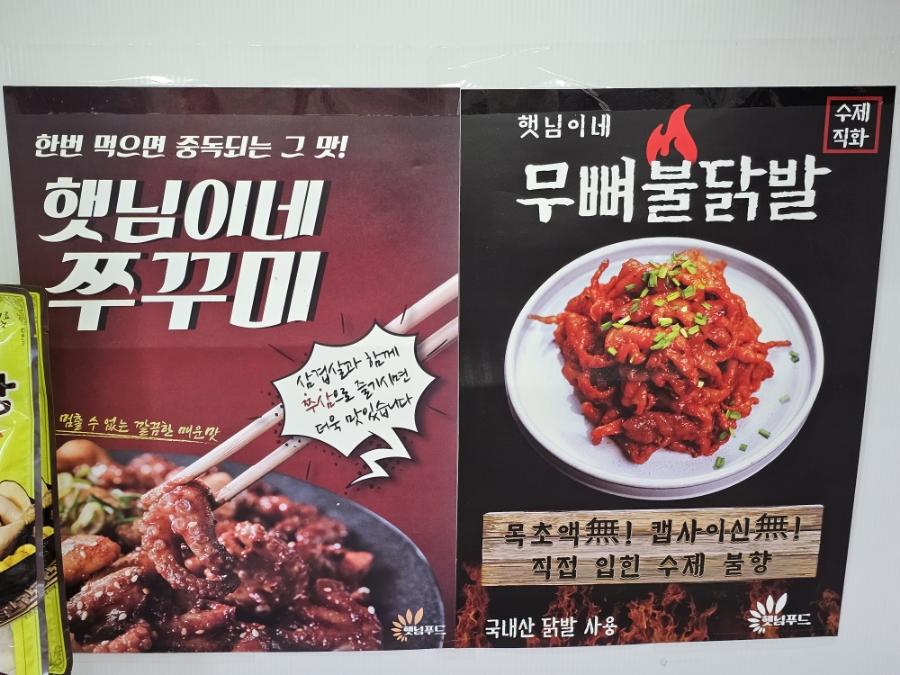 한번 먹으면 중독되는 그 맛!
햇님이네
쭈꾸미
삼겹살과 함께
쭈삼으로 즐기시면
더욱 맛있습니다
멈출 수 없는 깔끔한 매운맛
햇님푸드
햇님이네
수제
직화
무뼈불닭발
목초액無! 캡사이신無!
직접 입힌 수제 불향
국내산 닭발 사용
햇님푸드